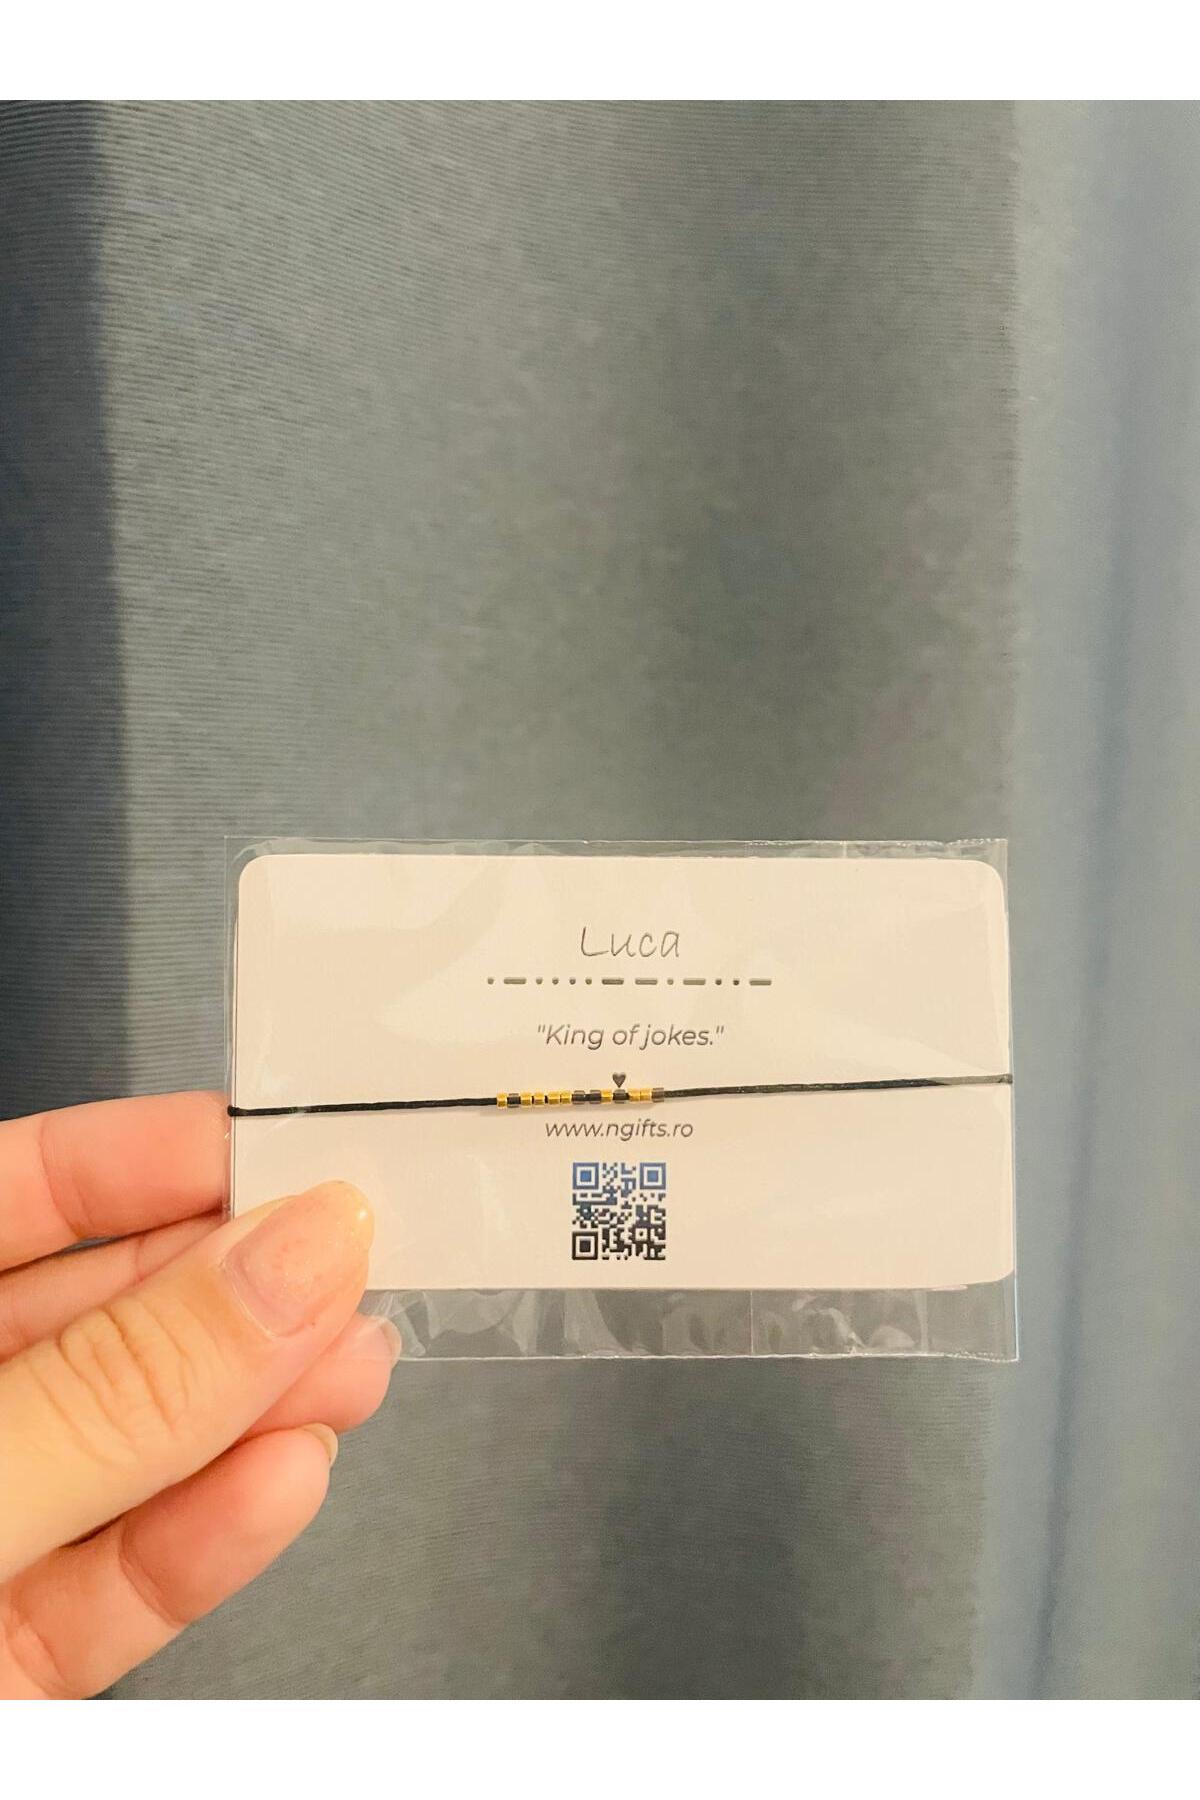 Luca
·–····––·–··–
"King of jokes."
www.ngifts.ro